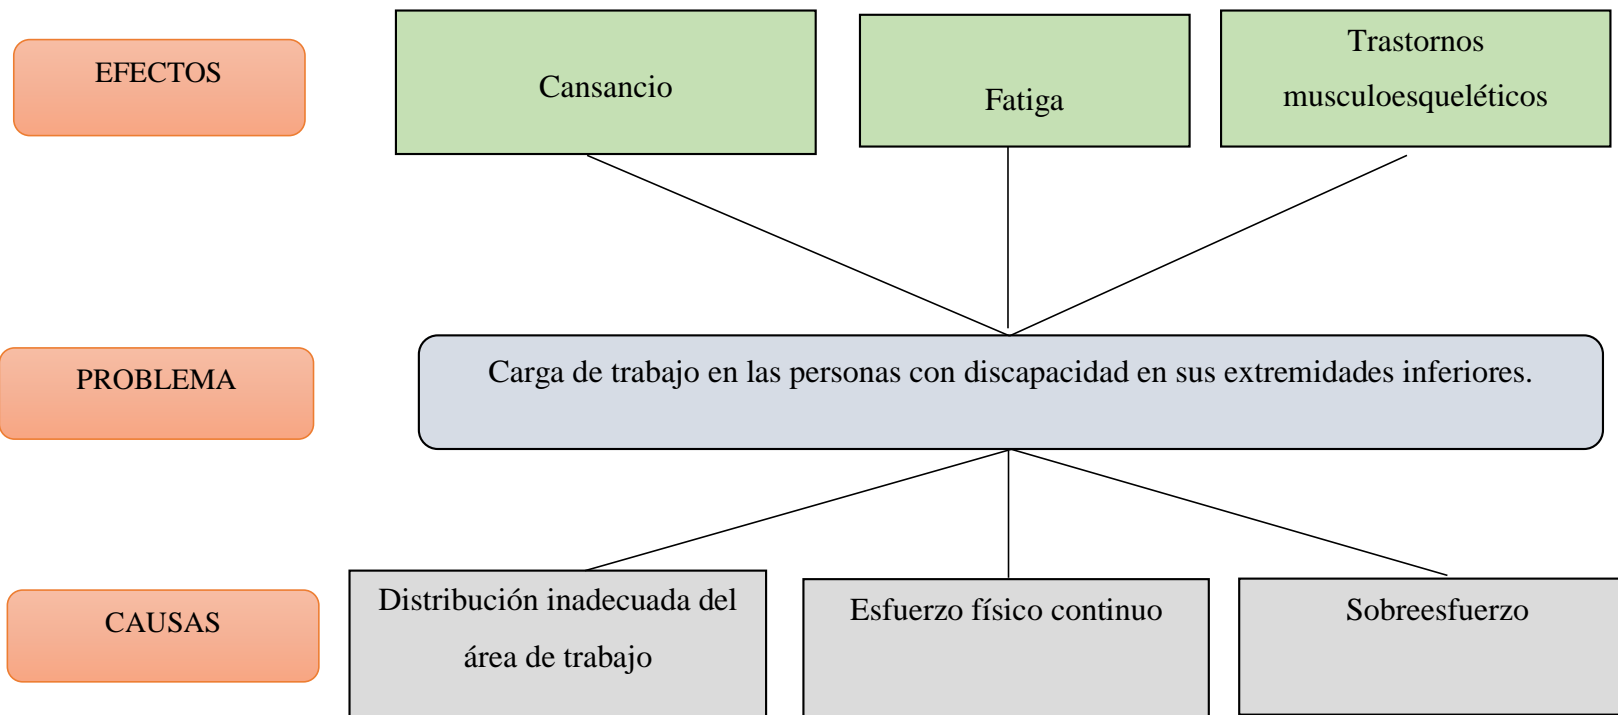 EFECTOS
Cansancio
Fatiga
Trastornos
musculoesqueléticos
PROBLEMA
Carga de trabajo en las personas con discapacidad en sus extremidades inferiores.
CAUSAS
Distribución inadecuada del
área de trabajo
Esfuerzo físico continuo
Sobreesfuerzo